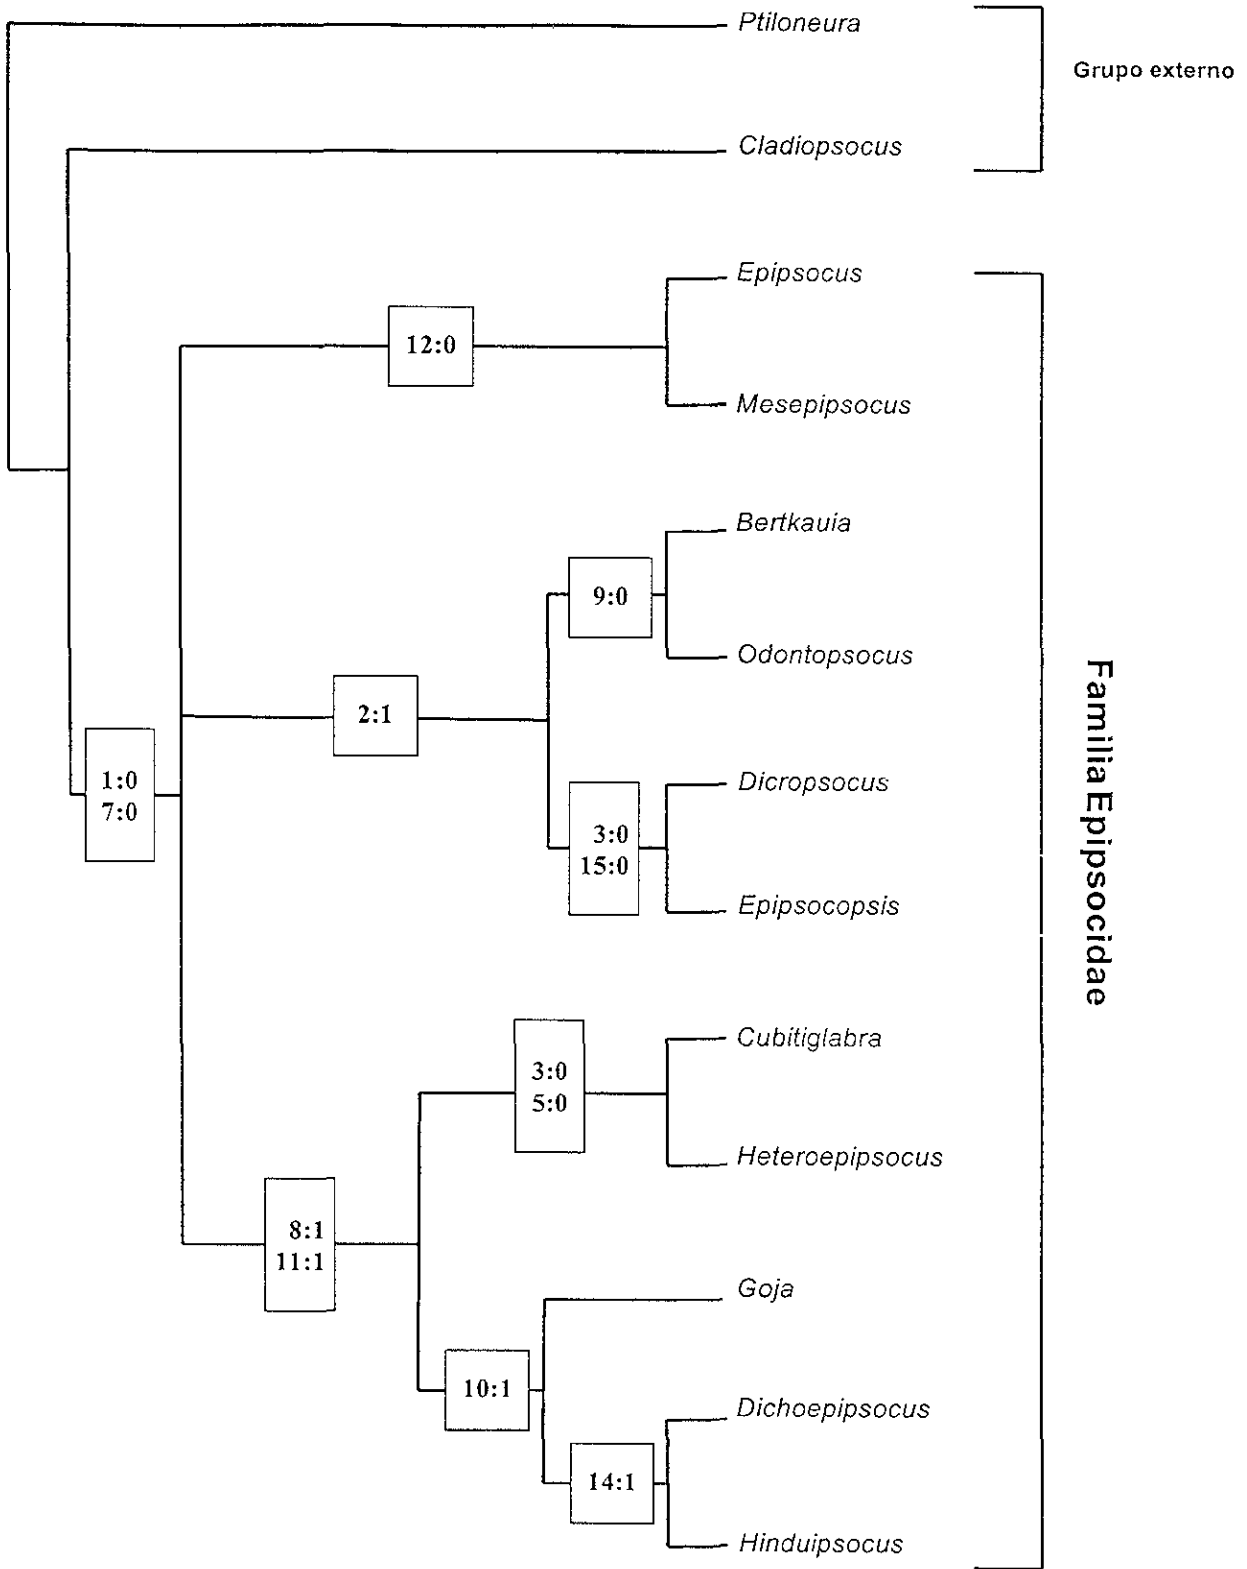 Ptiloneura
Grupo externo
Cladiopsocus
Epipsocus
12:0
Mesepipsocus
Bertkauia
9:0
Odontopsocus
2:1
Dicropsocus
1:0
7:0
3:0
15:0
Epipsocopsis
Familia Epipsocidae
Cubitiglabra
3:0
5:0
Heteroepipsocus
8:1
11:1
Goja
10:1
Dichoepipsocus
14:1
Hinduipsocus